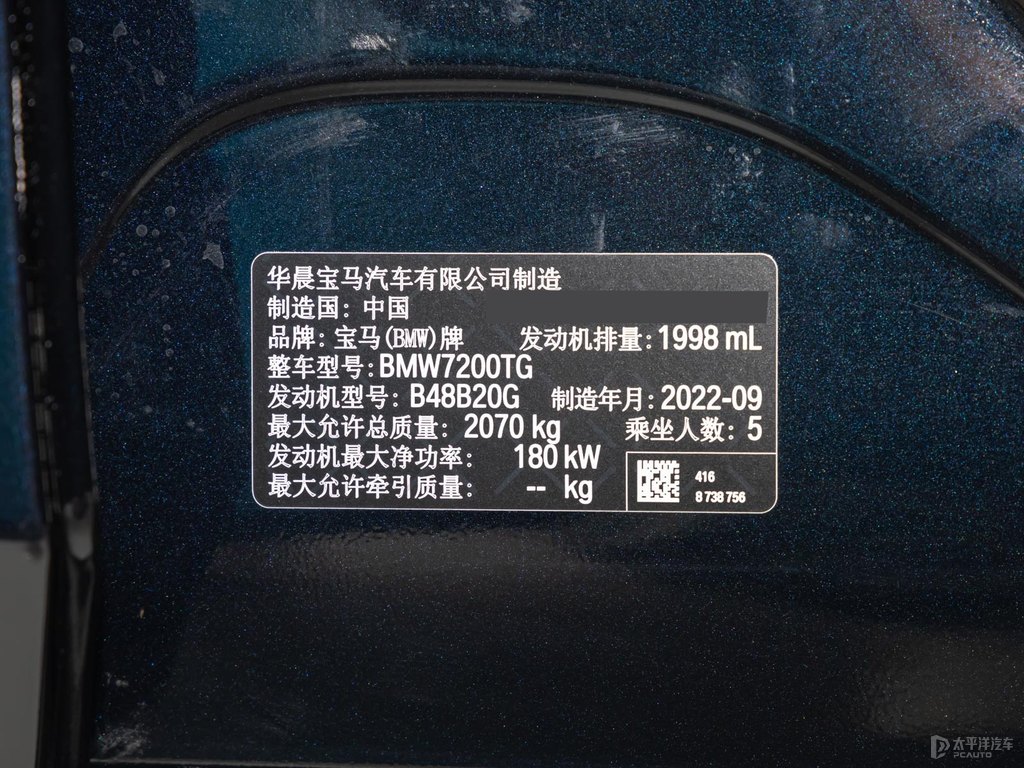 华晨宝马汽车有限公司制造
制造国: 中国
品牌: 宝马(BMW)牌 发动机排量: 1998 mL
整车型号: BMW7200TG
发动机型号: B48B20G 制造年月: 2022-09
最大允许总质量: 2070 kg 乘坐人数: 5
发动机最大净功率: 180 kW
最大允许牵引质量: -- kg
416
8 738 756
太平洋汽车
PCAUTO